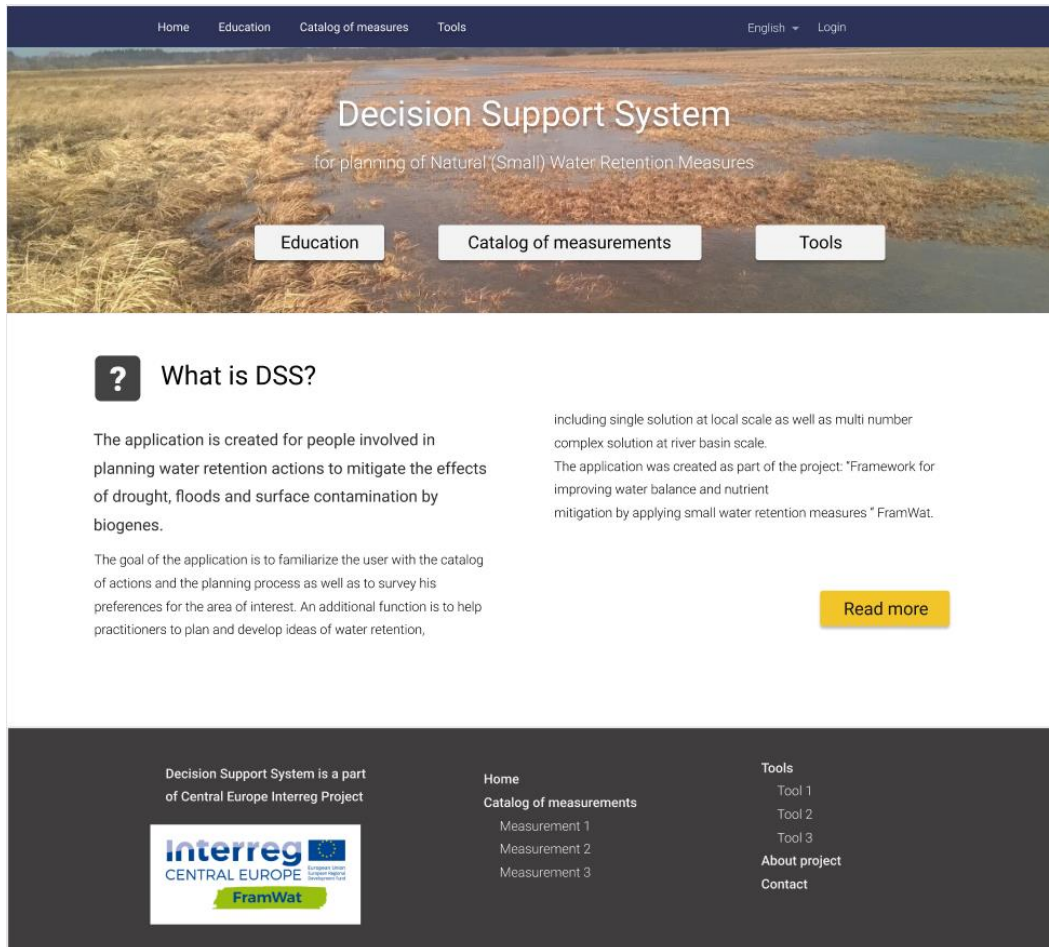 Home Education Catalog of measures Tools English Login
Decision Support System
for planning of Natural (Small) Water Retention Measures
Education Catalog of measurements Tools
? What is DSS?
The application is created for people involved in
planning water retention actions to mitigate the effects
of drought, floods and surface contamination by
biogenes.
The goal of the application is to familiarize the user with the catalog
of actions and the planning process as well as to survey his
preferences for the area of interest. An additional function is to help
practitioners to plan and develop ideas of water retention,
including single solution at local scale as well as multi number
complex solution at river basin scale.
The application was created as part of the project: “Framework for
improving water balance and nutrient
mitigation by applying small water retention measures “ FramWat.
Read more
Decision Support System is a part
of Central Europe Interreg Project
Interreg
CENTRAL EUROPE
European Union
European Regional
Development Fund
FramWat
Home
Catalog of measurements
Measurement 1
Measurement 2
Measurement 3
Tools
Tool 1
Tool 2
Tool 3
About project
Contact